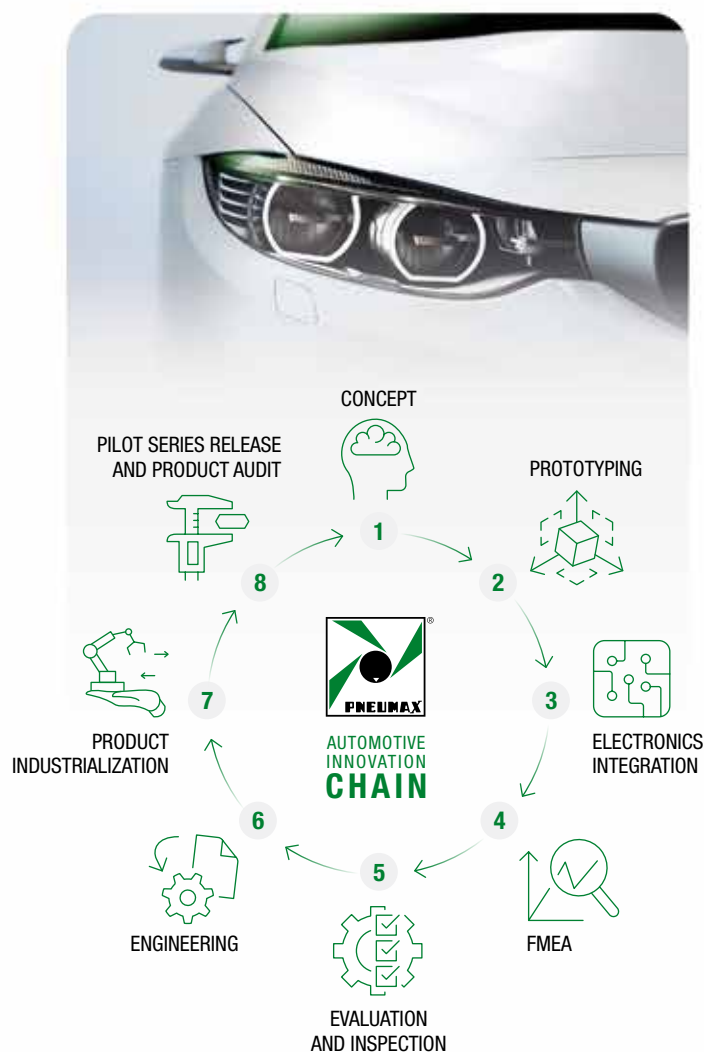 CONCEPT
1
PROTOTYPING
2
3
ELECTRONICS
INTEGRATION
4
FMEA
5
EVALUATION
AND INSPECTION
6
ENGINEERING
7
PRODUCT
INDUSTRIALIZATION
8
PILOT SERIES RELEASE
AND PRODUCT AUDIT
PNEUMAX
®
AUTOMOTIVE
INNOVATION
CHAIN